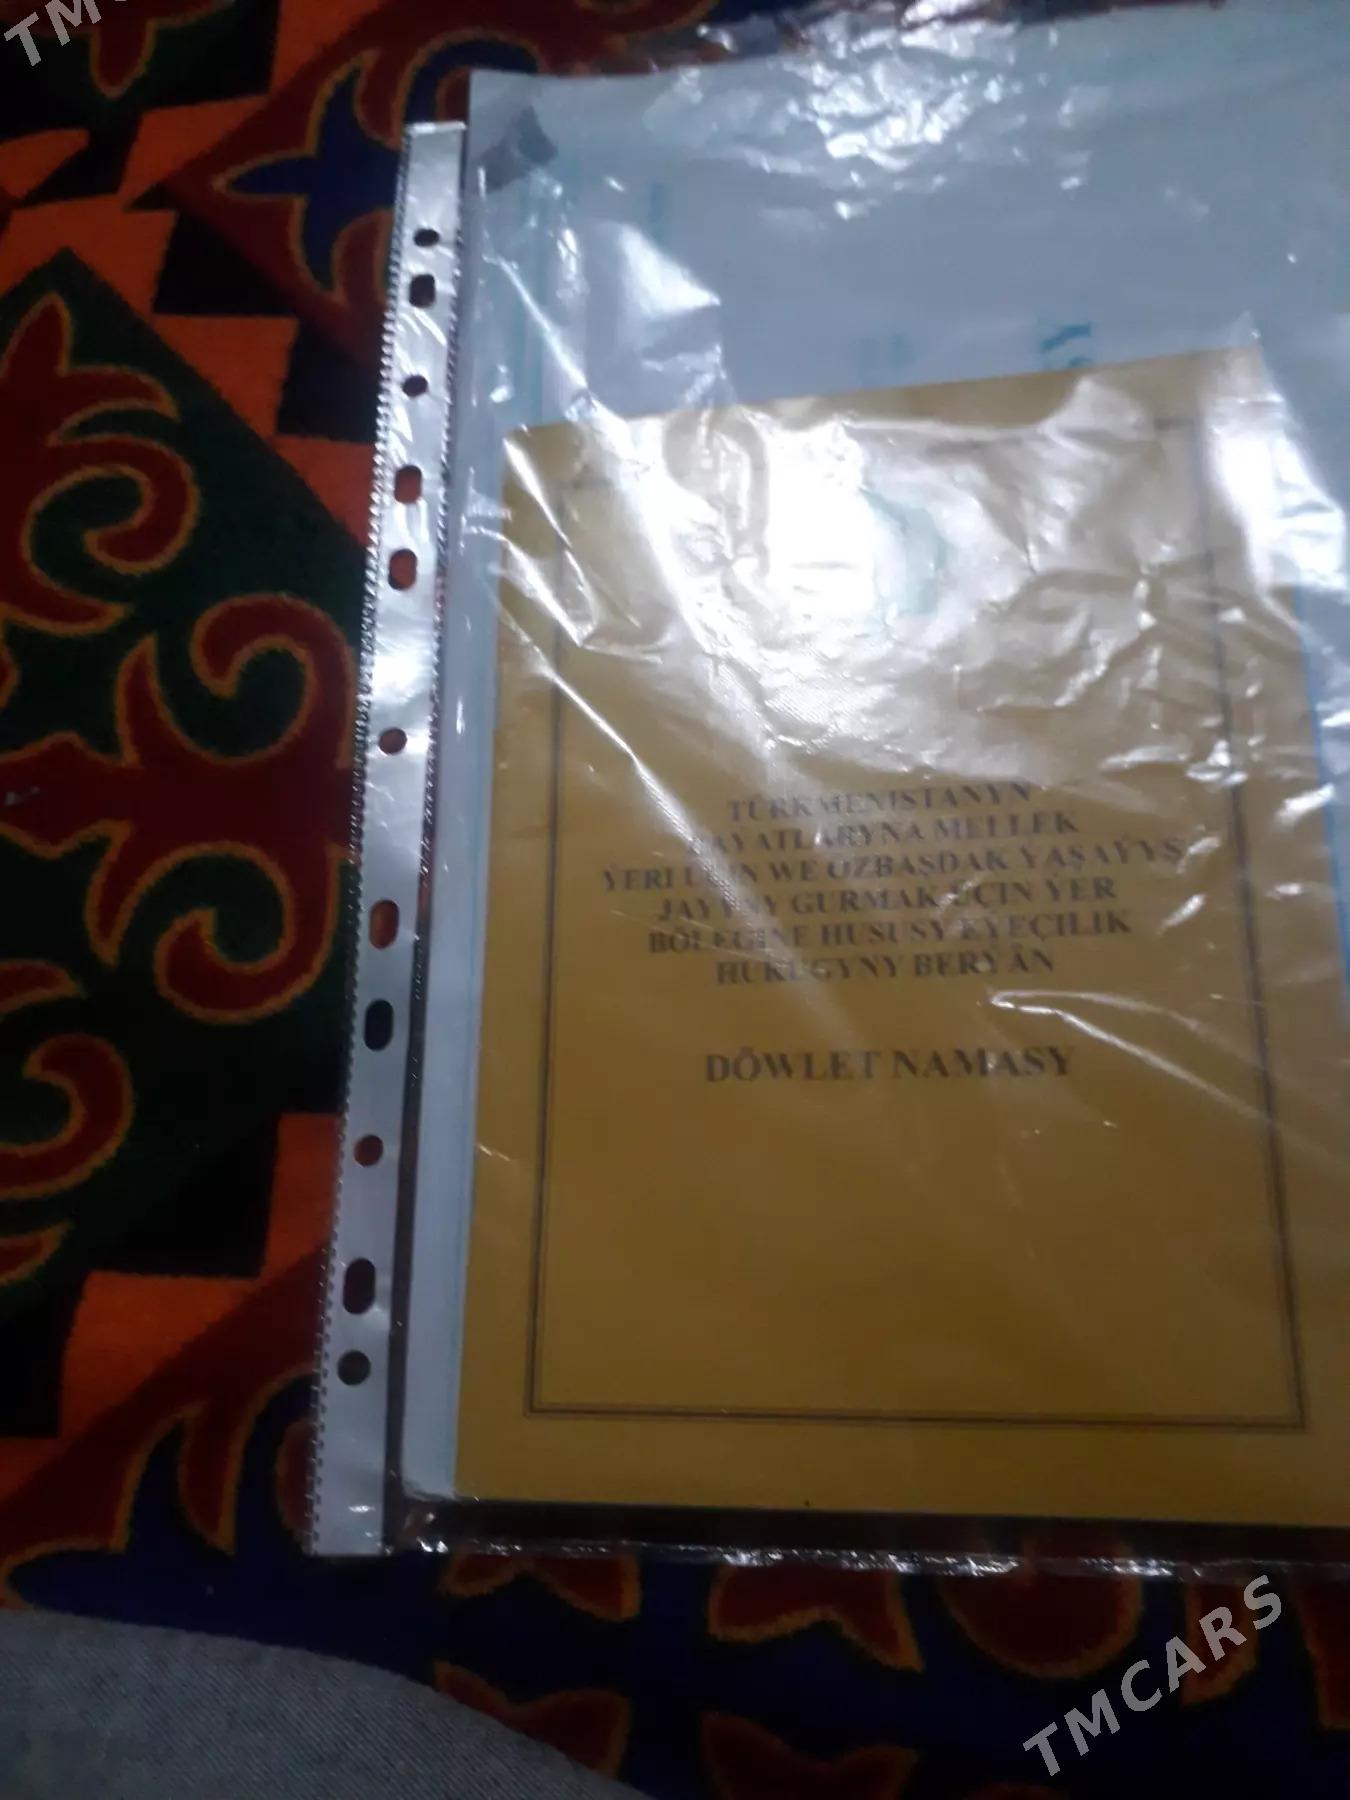 TMCARS
TÜRKMENISTANYŇ
RAÝATLARYNA MELLEK
ÝERI ÜÇIN WE ÖZBAŞDAK ÝAŞAÝYŞ
JAÝYNY GURMAK ÜÇIN ÝER
BÖLEGINE HUSUSY EÝEÇILIK
HUKUGYNY BERÝÄN
DÖWLET NAMASY
TMCARS